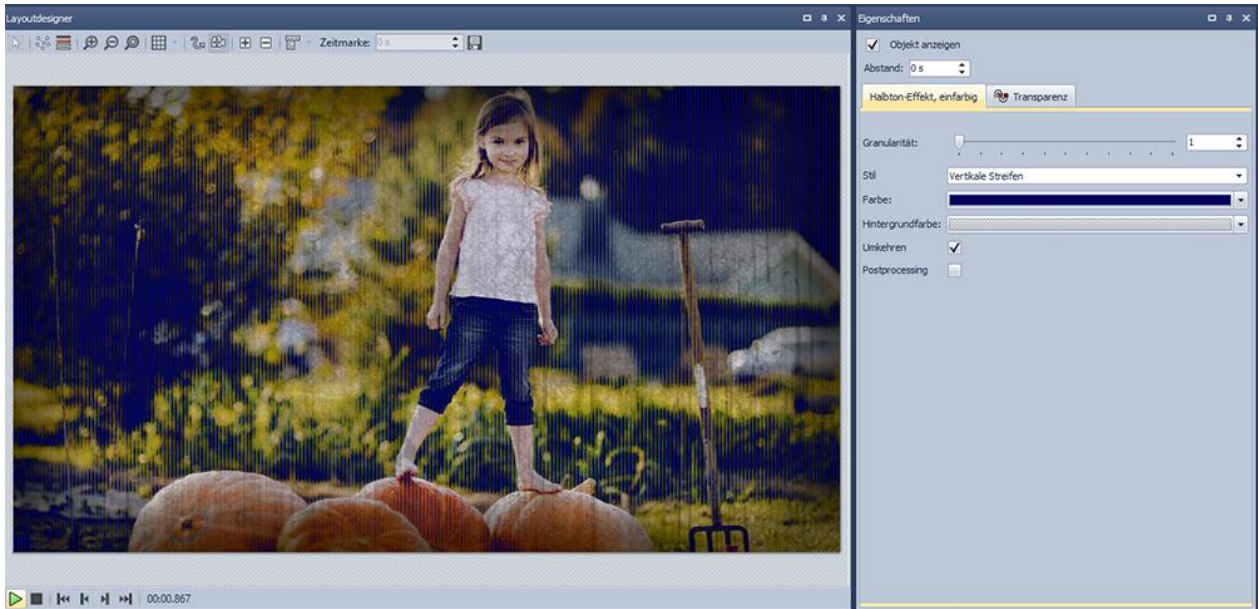 Layoutdesigner
Zeitmarke: 0 s
00:00.867
Eigenschaften
Objekt anzeigen
Abstand: 0 s
Halbton-Effekt, einfarbig Transparenz
Granularität: 1
Stil Vertikale Streifen
Farbe:
Hintergrundfarbe:
Umkehren
Postprocessing